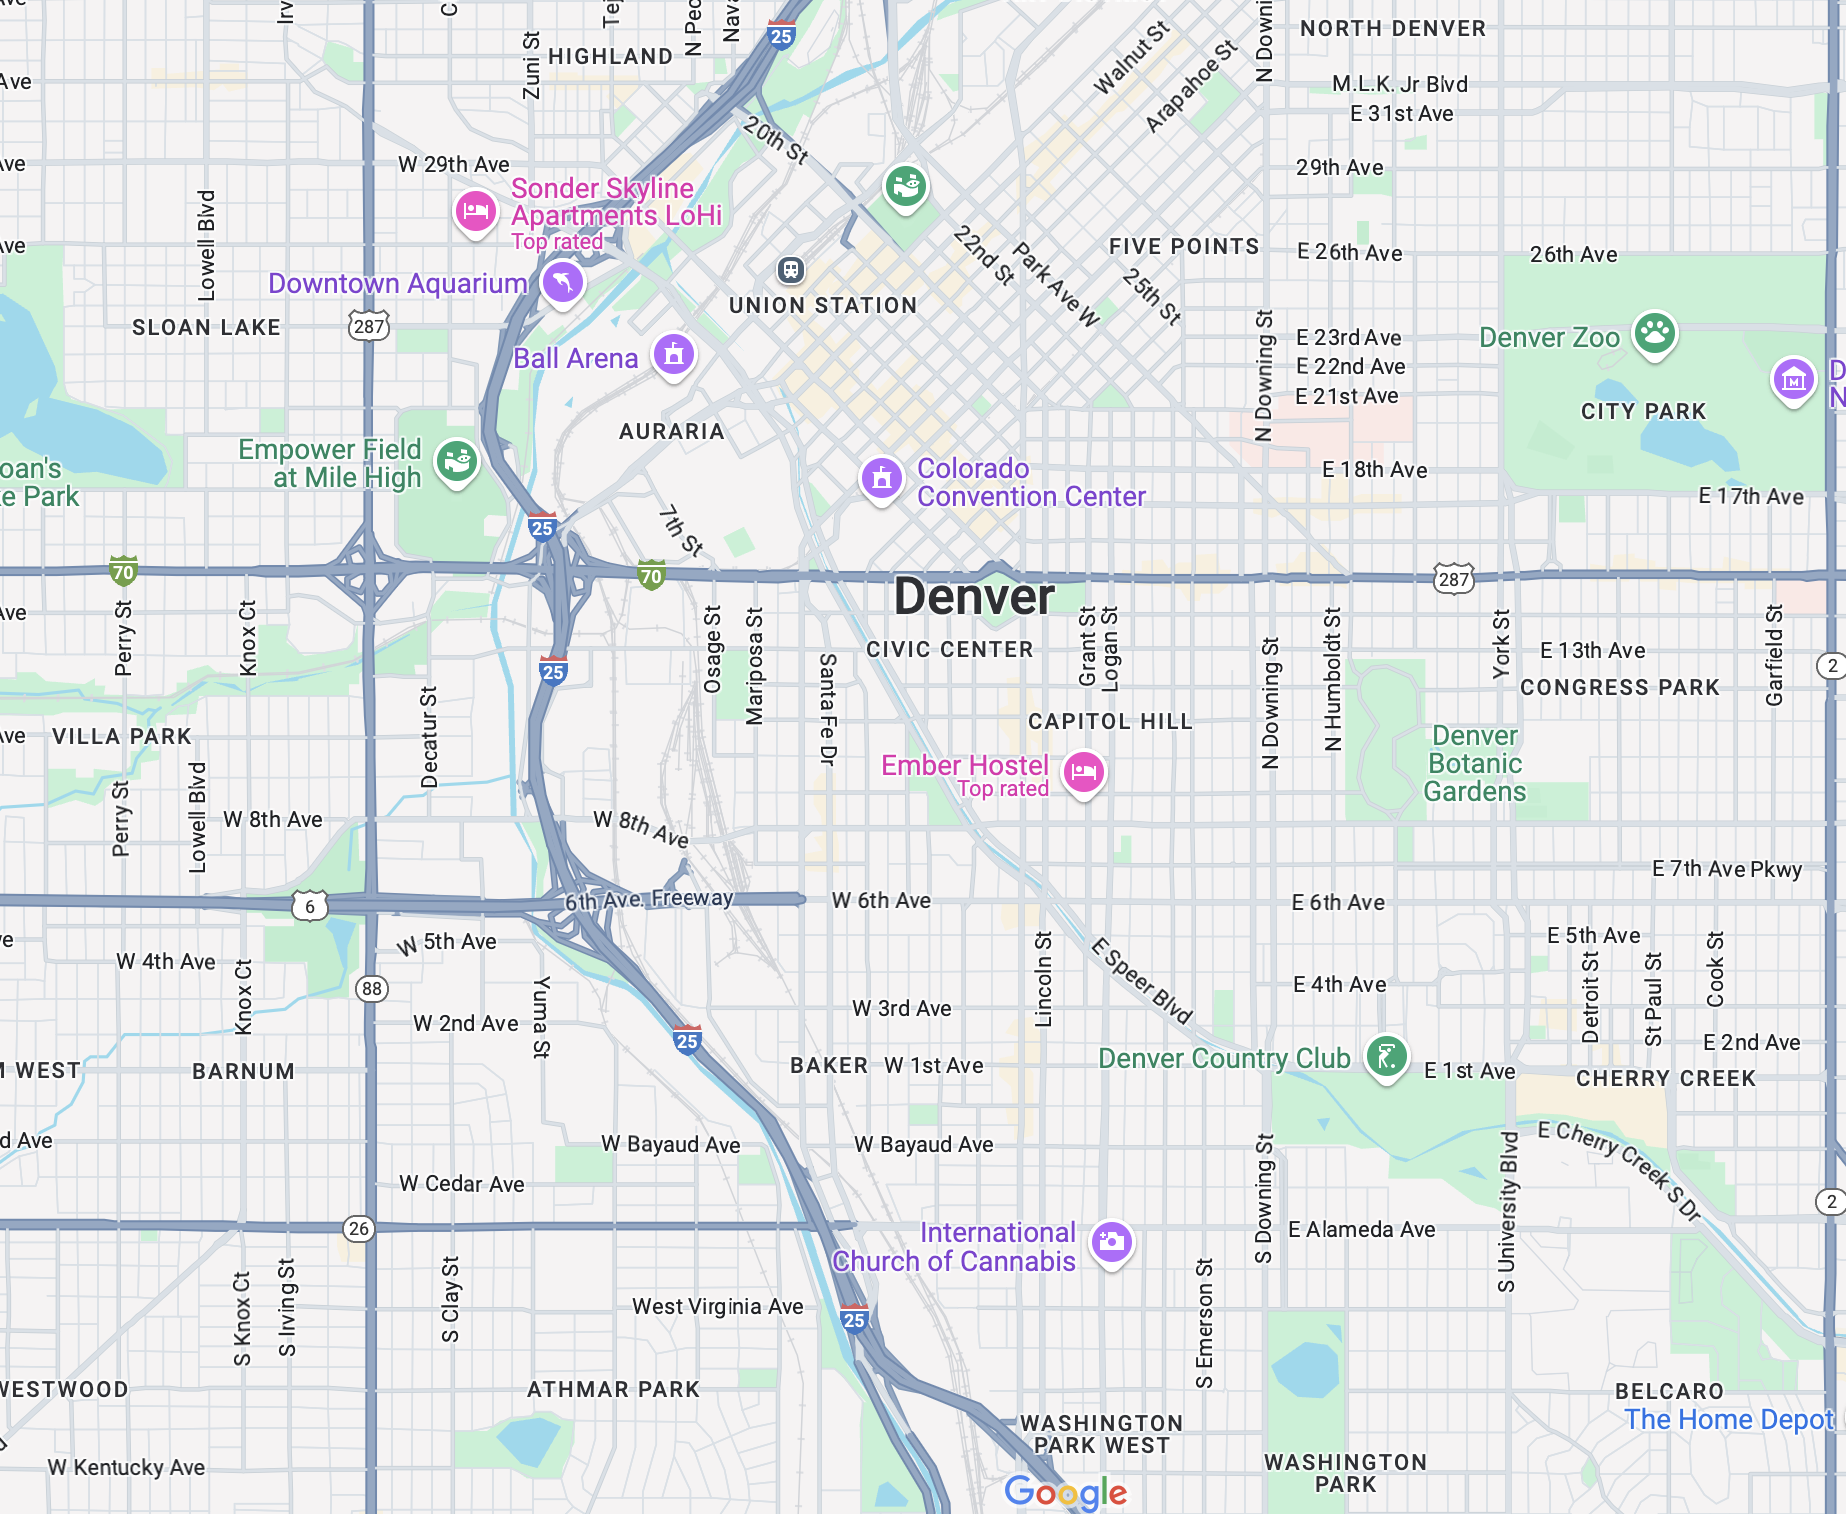 Zuni St
HIGHLAND
25
Walnut St
Arapahoe St
NORTH DENVER
M.L.K. Jr Blvd
E 31st Ave
Ave
20th St
W 29th Ave
29th Ave
Sonder Skyline
Apartments LoHi
Top rated
Lowell Blvd
22nd St
Park Ave W
25th St
FIVE POINTS
E 26th Ave
26th Ave
Downtown Aquarium
UNION STATION
SLOAN LAKE
287
Ball Arena
N Downing St
E 23rd Ave
E 22nd Ave
E 21st Ave
Denver Zoo
CITY PARK
AURARIA
Empower Field
at Mile High
Colorado
Convention Center
E 18th Ave
E 17th Ave
25
7th St
70
70
Denver
287
Perry St
Knox Ct
Osage St
Mariposa St
Santa Fe Dr
CIVIC CENTER
Grant St
Logan St
N Downing St
N Humboldt St
York St
E 13th Ave
Garfield St
2
25
CONGRESS PARK
VILLA PARK
Decatur St
CAPITOL HILL
Denver
Botanic
Gardens
Ember Hostel
Top rated
Perry St
Lowell Blvd
W 8th Ave
W 8th Ave
E 7th Ave Pkwy
6
6th Ave. Freeway
W 6th Ave
E 6th Ave
W 5th Ave
E 5th Ave
W 4th Ave
Knox Ct
88
Yuma St
Lincoln St
E Speer Blvd
E 4th Ave
Detroit St
St Paul St
Cook St
W 3rd Ave
W 2nd Ave
25
E 2nd Ave
WEST
BARNUM
BAKER
W 1st Ave
Denver Country Club
E 1st Ave
CHERRY CREEK
d Ave
W Bayaud Ave
W Bayaud Ave
E Cherry Creek S Dr
W Cedar Ave
S Downing St
S University Blvd
2
26
International
Church of Cannabis
E Alameda Ave
S Knox Ct
S Irving St
S Clay St
West Virginia Ave
25
S Emerson St
WESTWOOD
ATHMAR PARK
BELCARO
The Home Depot
WASHINGTON
PARK WEST
W Kentucky Ave
WASHINGTON
PARK
Google